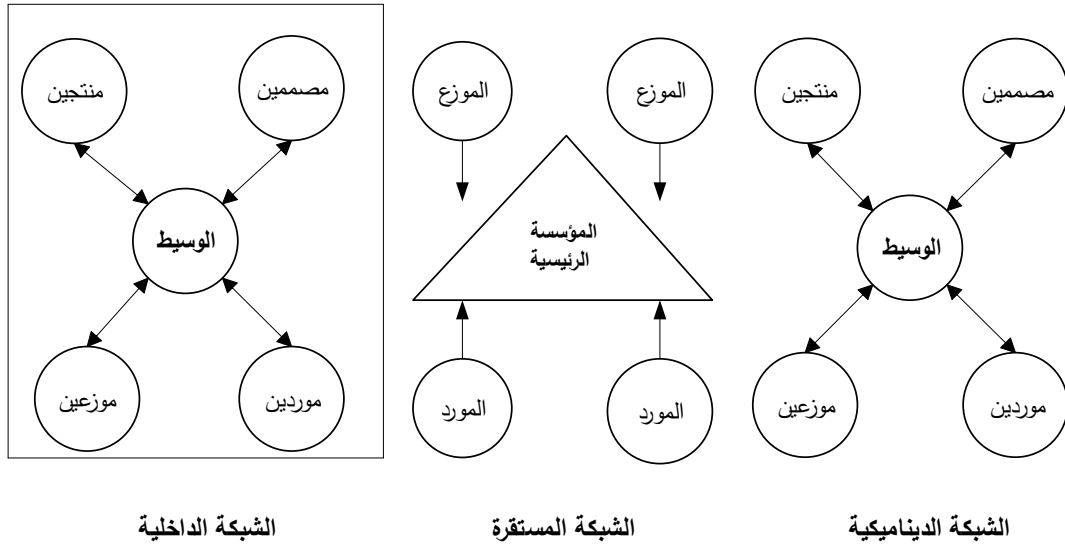 منتجين
مصممين
الوسيط
موزعين
موردين
الموزع
الموزع
المؤسسة
الرئيسية
المورد
المورد
منتجين
مصممين
الوسيط
موزعين
موردين
الشبكة الداخلية
الشبكة المستقرة
الشبكة الديناميكية